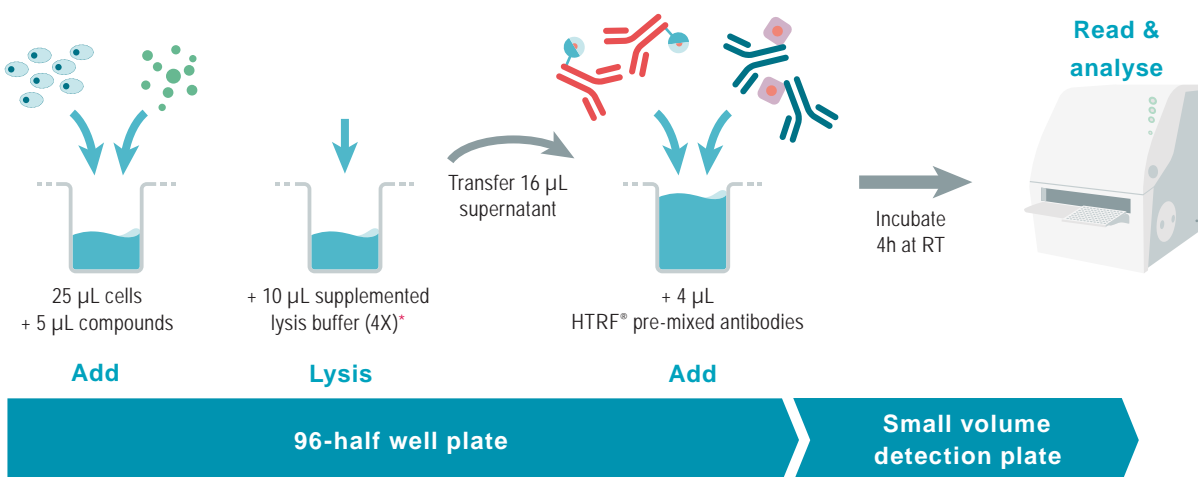 Read &
analyse
Transfer 16 µL
supernatant
Incubate
4h at RT
25 µL cells
+ 5 µL compounds
+ 10 µL supplemented
lysis buffer (4X)*
+ 4 µL
HTRF® pre-mixed antibodies
Add
Lysis
Add
96-half well plate
Small volume
detection plate